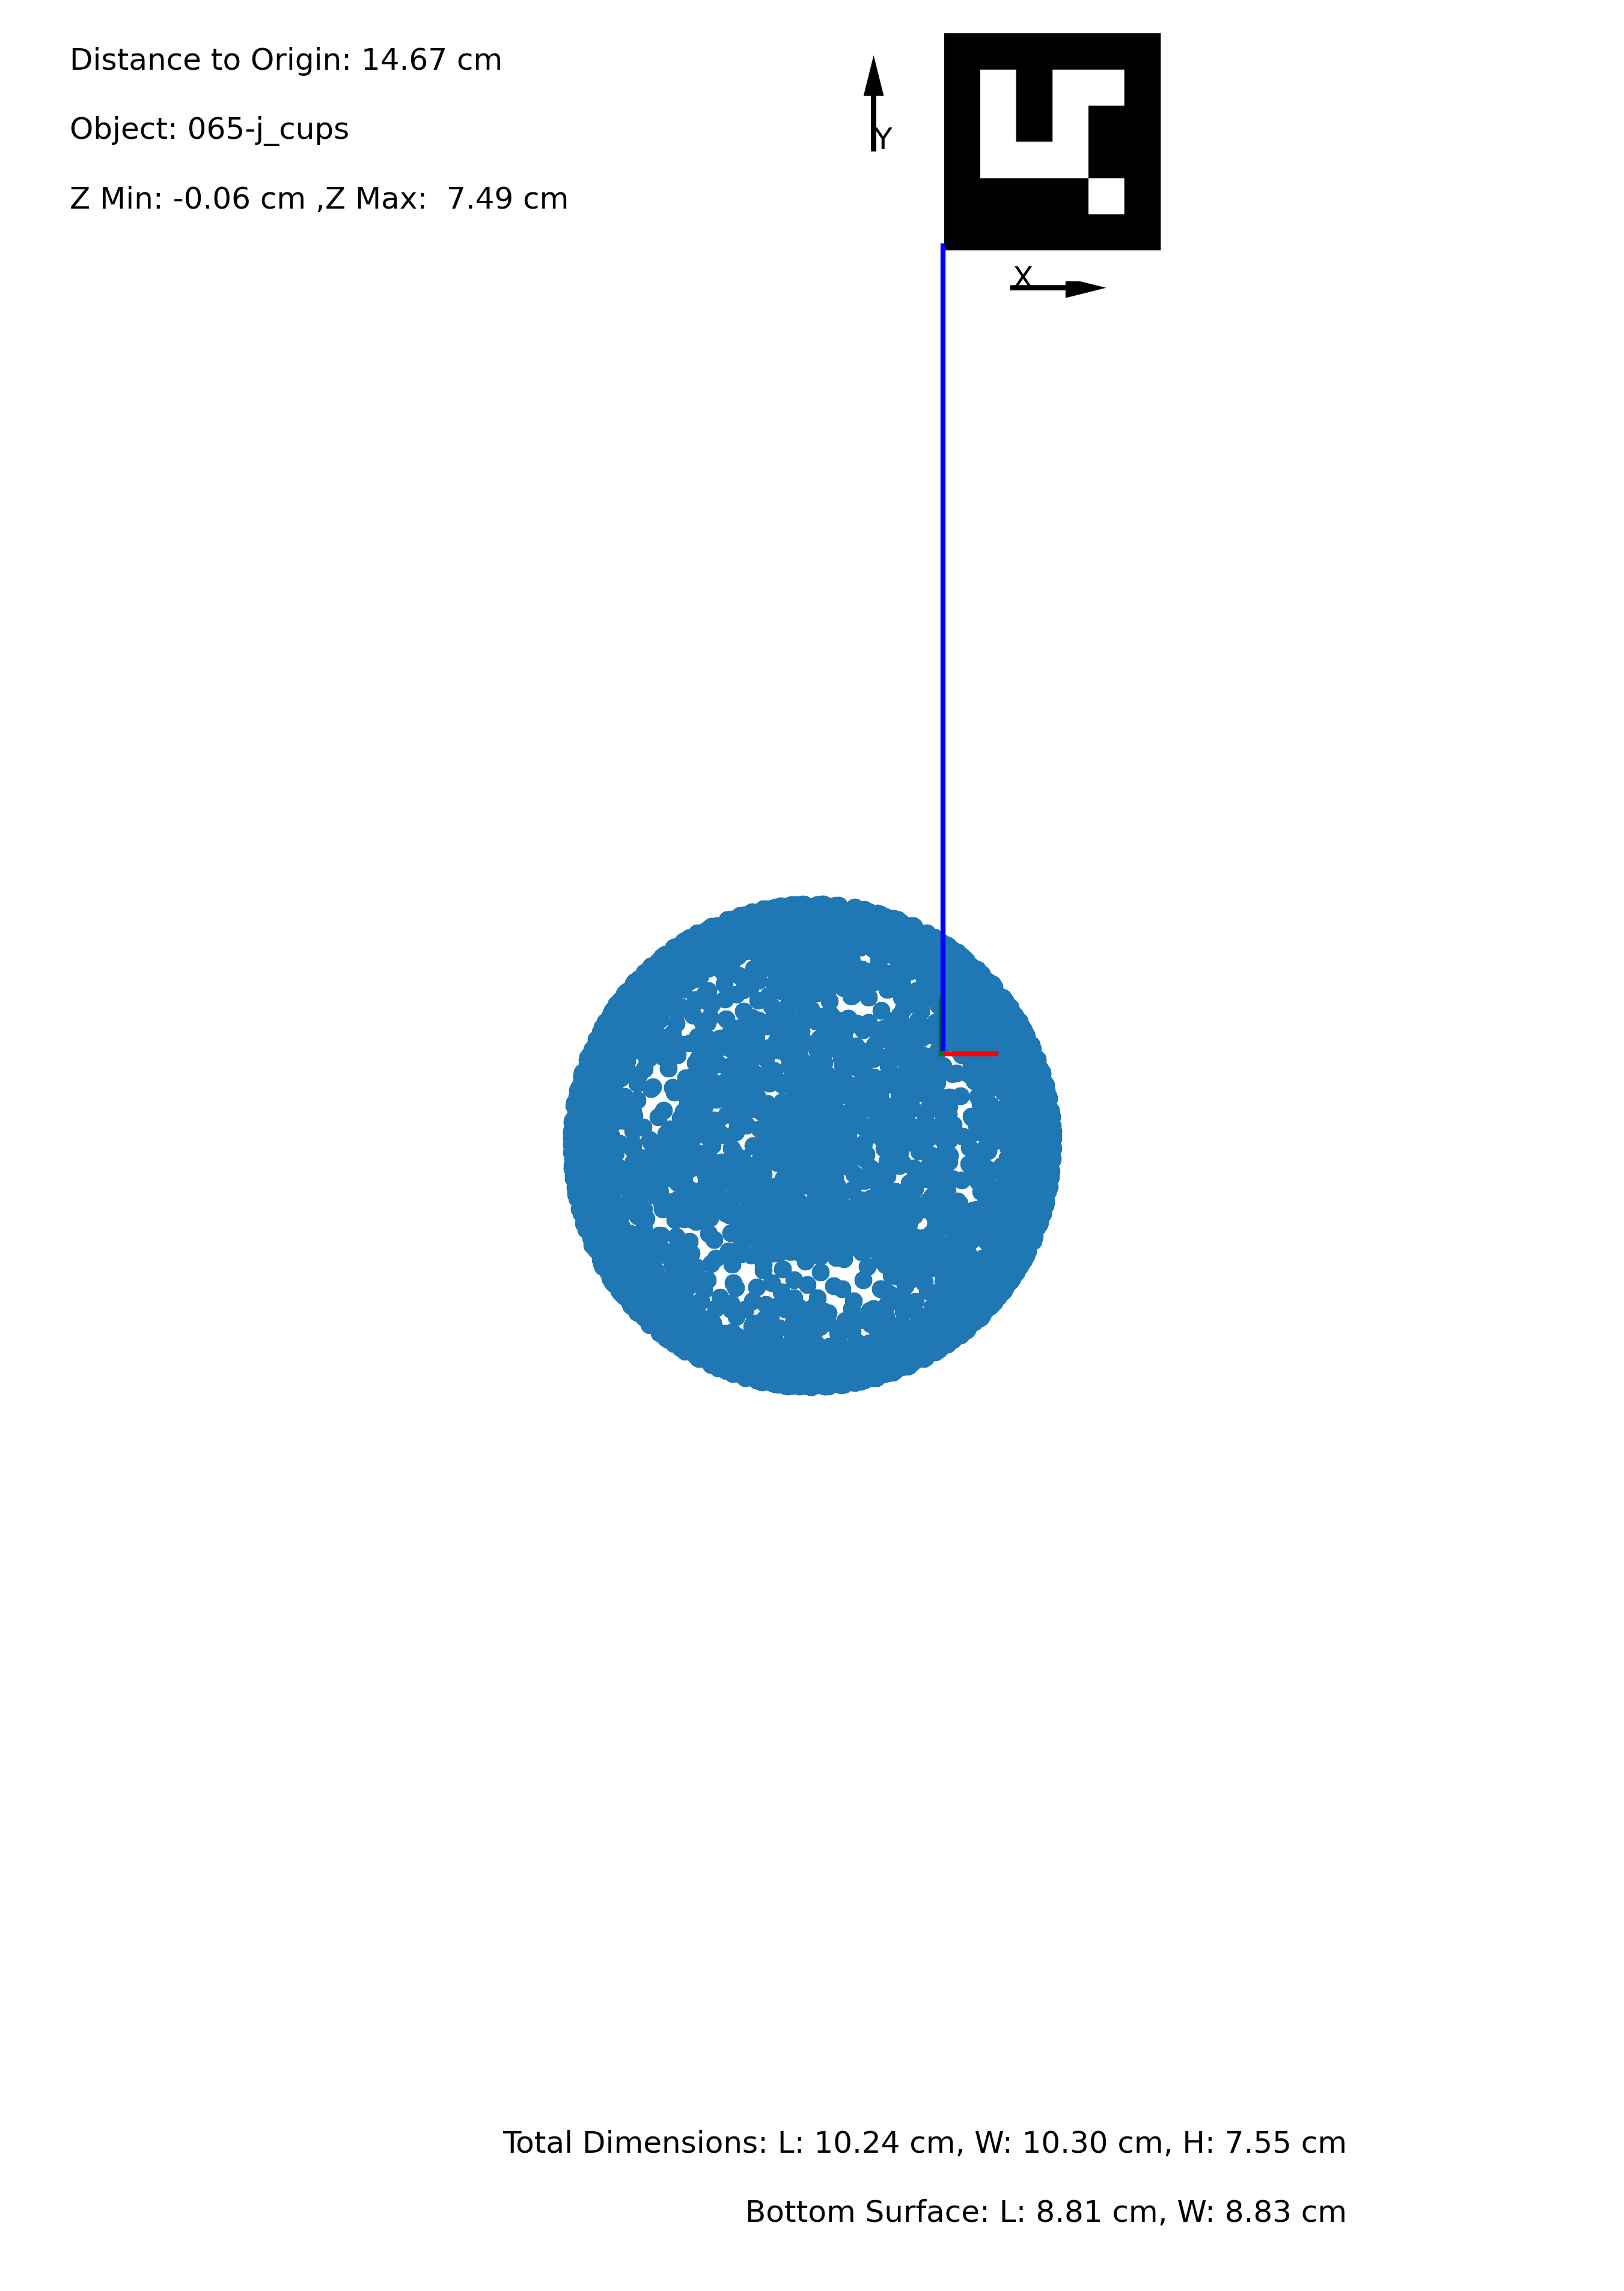 Distance to Origin: 14.67 cm
Object: 065-j_cups
Z Min: -0.06 cm ,Z Max:  7.49 cm
Y
X
Total Dimensions: L: 10.24 cm, W: 10.30 cm, H: 7.55 cm
Bottom Surface: L: 8.81 cm, W: 8.83 cm